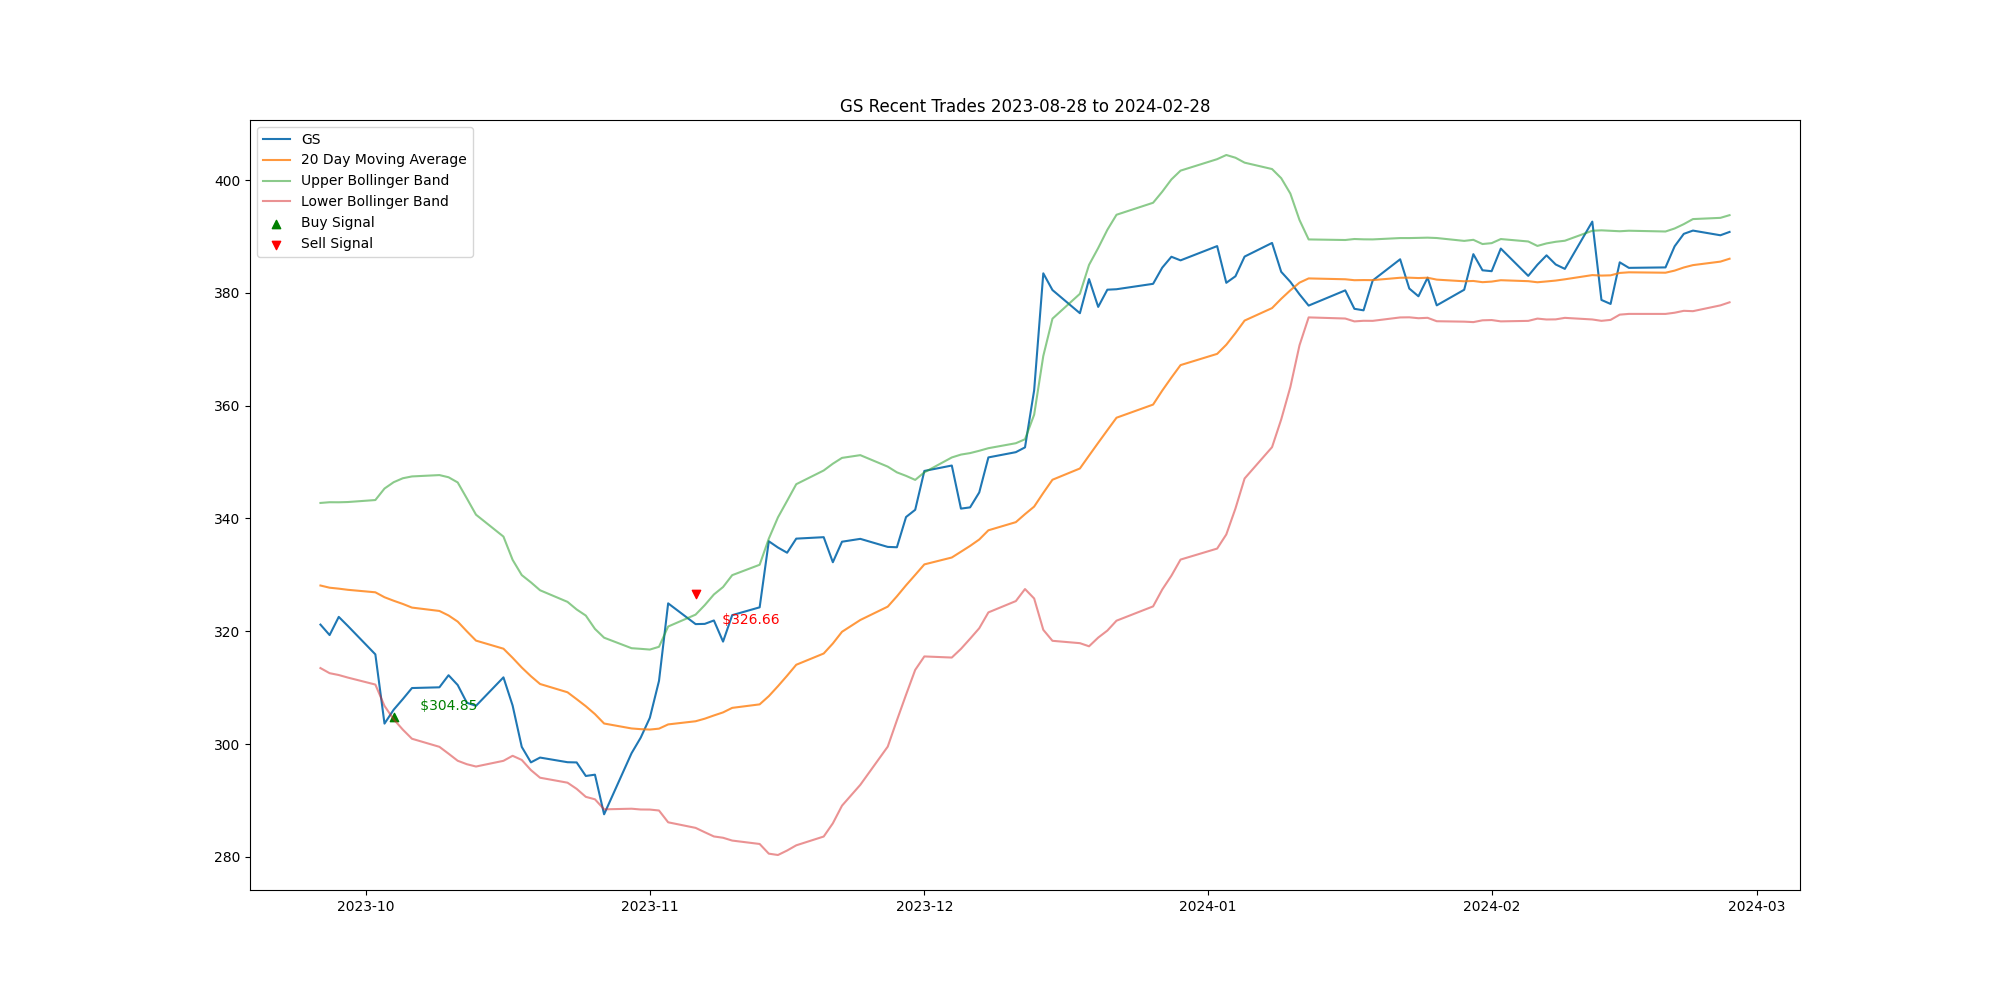 GS Recent Trades 2023-08-28 to 2024-02-28
GS
20 Day Moving Average
Upper Bollinger Band
Lower Bollinger Band
Buy Signal
Sell Signal
400
380
360
340
320
300
280
$326.66
$304.85
2023-10
2023-11
2023-12
2024-01
2024-02
2024-03